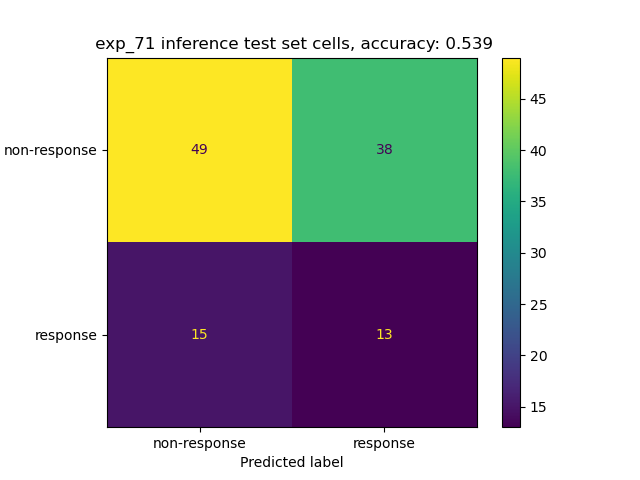 exp_71 inference test set cells, accuracy: 0.539
non-response
49
38
response
15
13
non-response
response
Predicted label
45
40
35
30
25
20
15